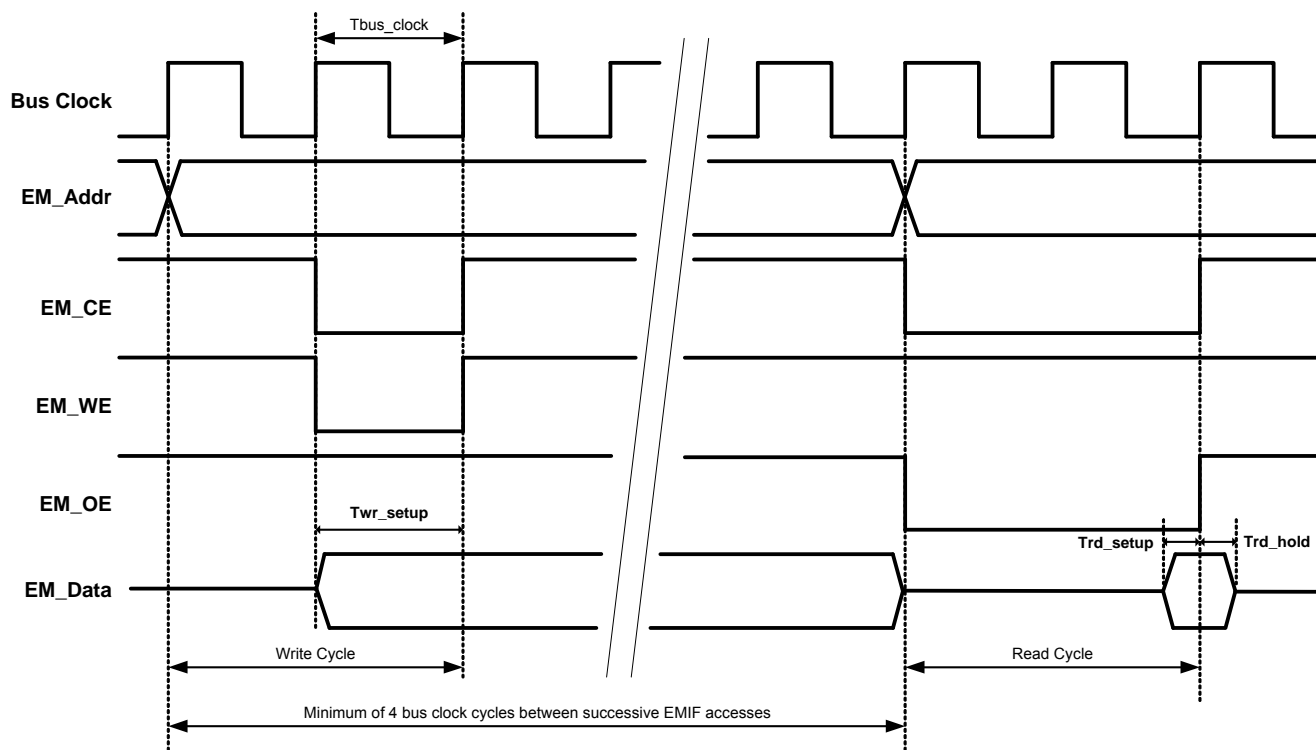 Tbus_clock
Bus Clock
EM_Addr
EM_CE
EM_WE
EM_OE
Twr_setup
Trd_setup
Trd_hold
EM_Data
Write Cycle
Read Cycle
Minimum of 4 bus clock cycles between successive EMIF accesses